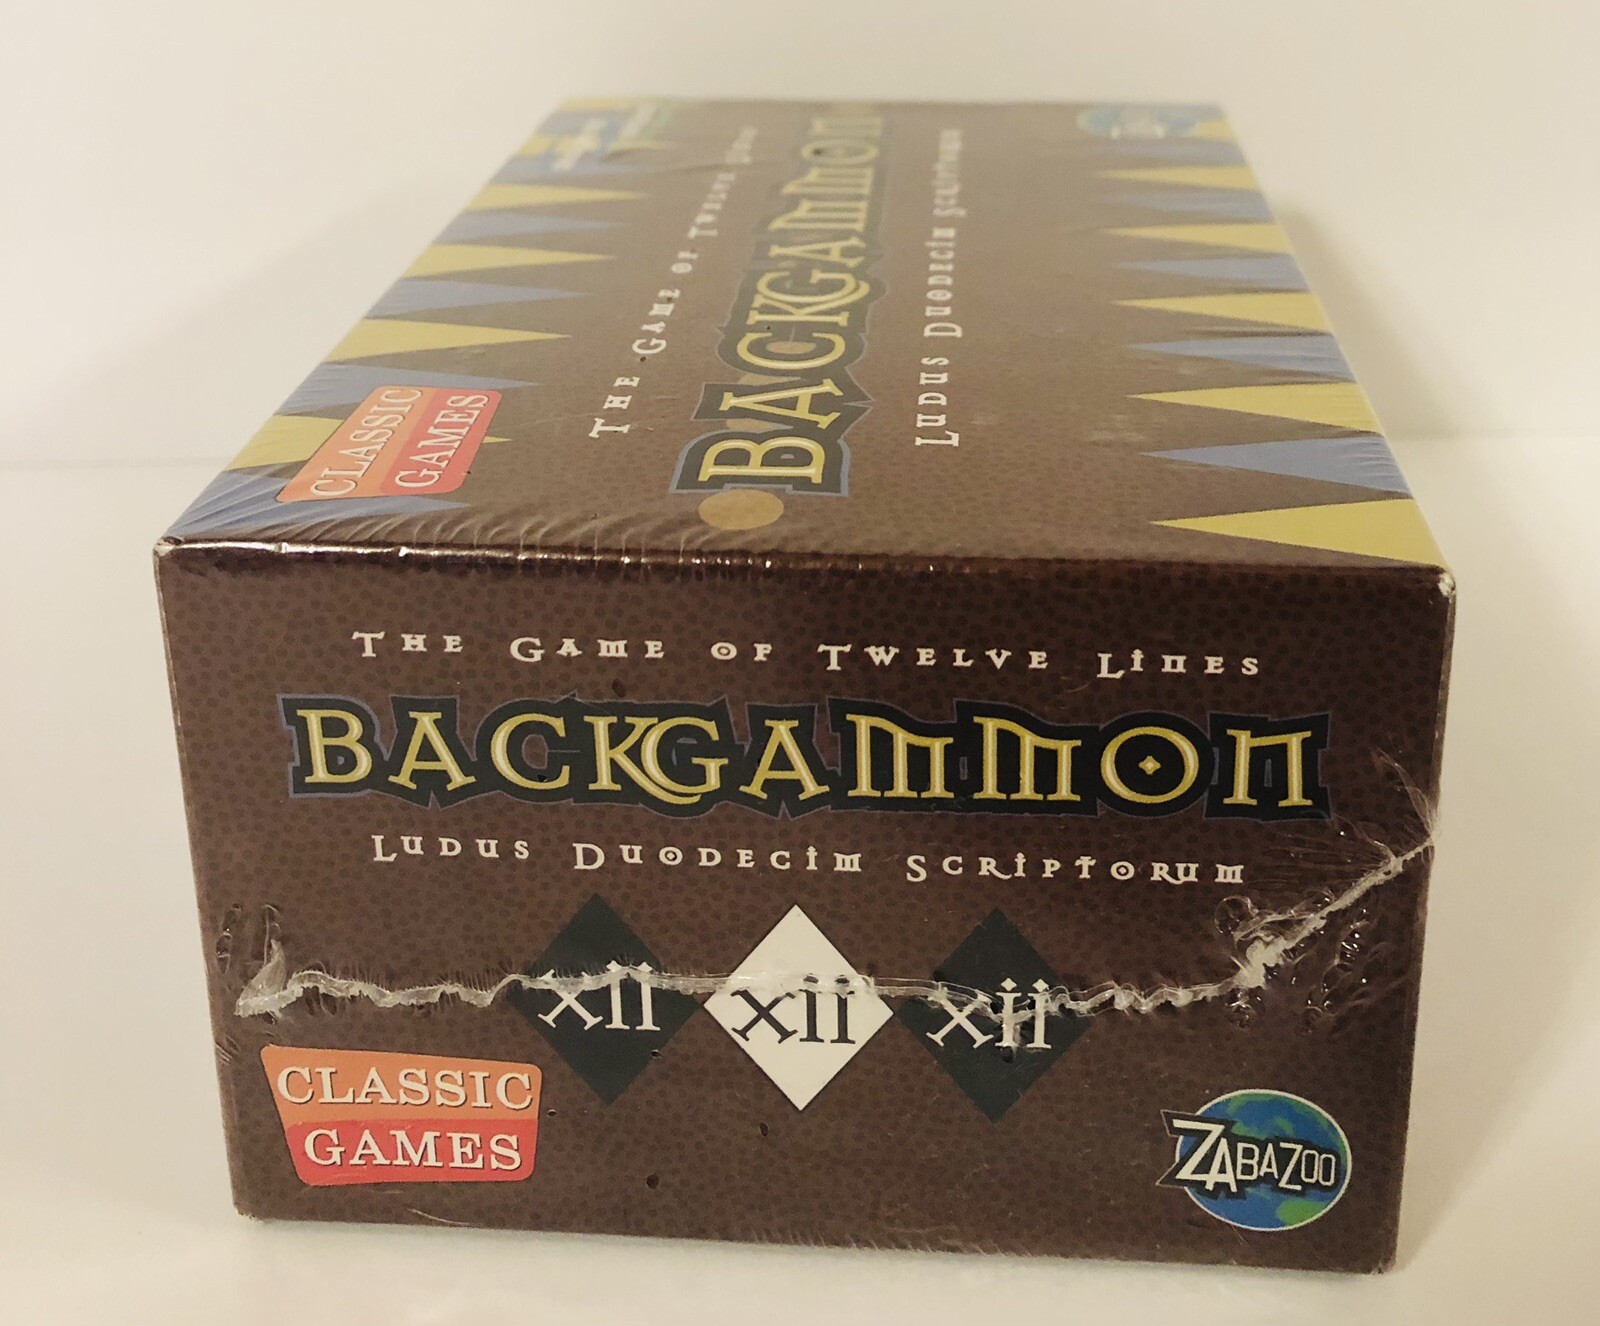 The Game of Twelve
BACKGAMMON
Ludus Duodecim Scriptorum
CLASSIC
GAMES
The Game of Twelve Lines
BACKGAMMON
Ludus Duodecim Scriptorum
xii xii xii
CLASSIC
GAMES
ZABAZOO